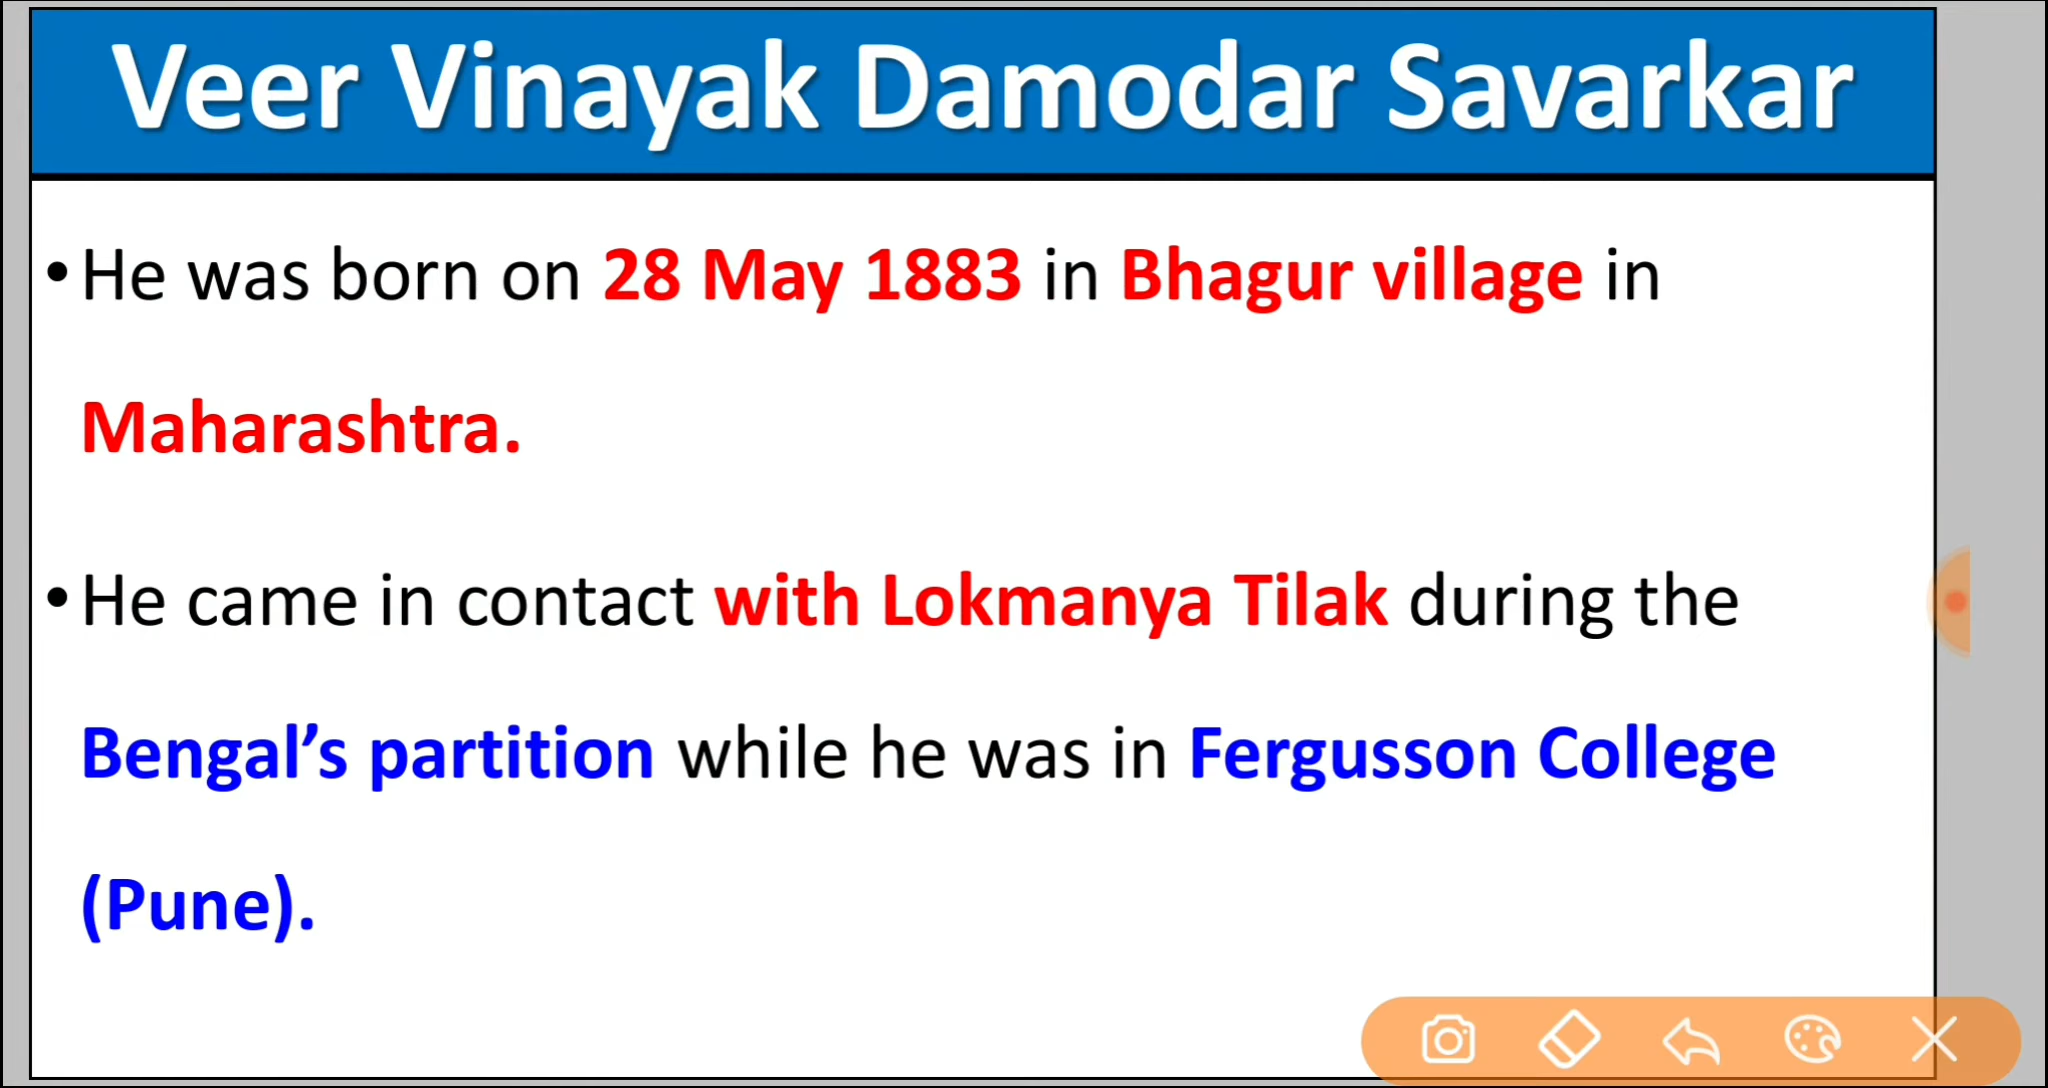 Veer Vinayak Damodar Savarkar
•He was born on 28 May 1883 in Bhagur village in
Maharashtra.
•He came in contact with Lokmanya Tilak during the
Bengal’s partition while he was in Fergusson College
(Pune).